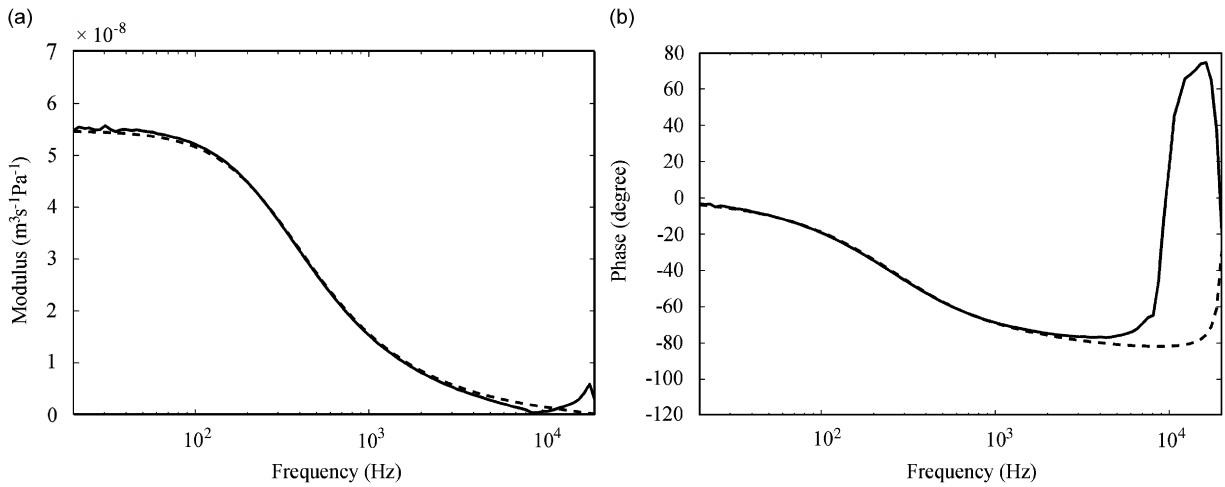 (a)
× 10⁻⁸
7
6
5
4
3
2
1
0
Modulus (m³s⁻¹Pa⁻¹)
10² 10³ 10⁴
Frequency (Hz)
(b)
80
60
40
20
0
-20
-40
-60
-80
-100
-120
Phase (degree)
10² 10³ 10⁴
Frequency (Hz)